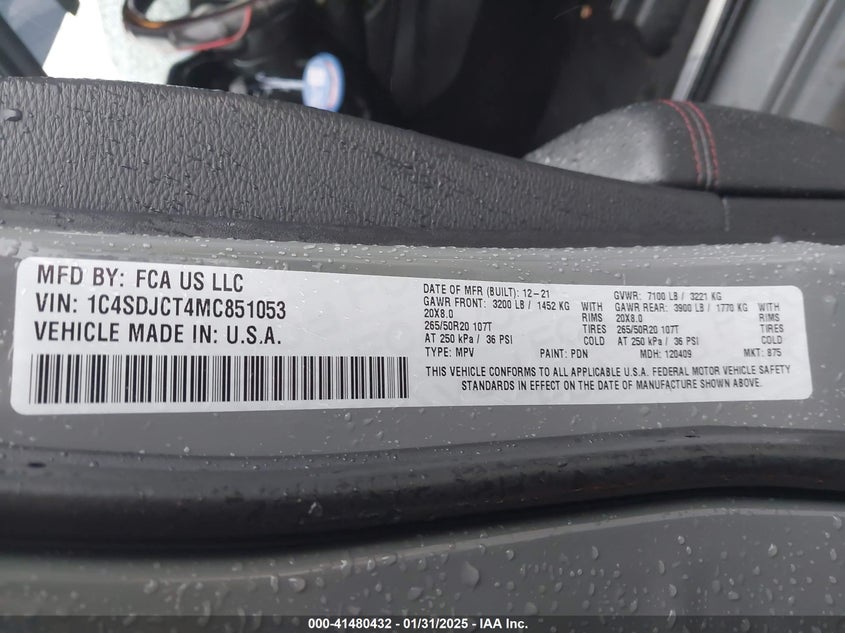 MFD BY: FCA US LLC
VIN: 1C4SDJCT4MC851053
VEHICLE MADE IN: U.S.A.
DATE OF MFR (BUILT): 12-21 GVWR: 7100 LB / 3221 KG
GAWR FRONT: 3200 LB / 1452 KG GAWR REAR: 3900 LB / 1770 KG
20X8.0 RIMS 20X8.0 RIMS
265/50R20 107T TIRES 265/50R20 107T TIRES
AT 250 kPa / 36 PSI COLD AT 250 kPa / 36 PSI COLD
TYPE: MPV PAINT: PDN MDH: 120409 MKT: 875
THIS VEHICLE CONFORMS TO ALL APPLICABLE U.S.A. FEDERAL MOTOR VEHICLE SAFETY
STANDARDS IN EFFECT ON THE DATE OF MANUFACTURE SHOWN ABOVE.
000-41480432 - 01/31/2025 - IAA Inc.